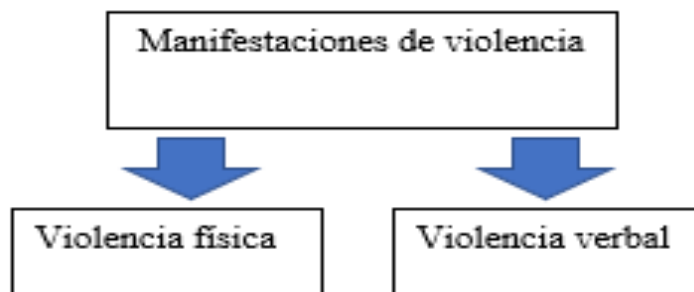 Manifestaciones de violencia
Violencia física
Violencia verbal